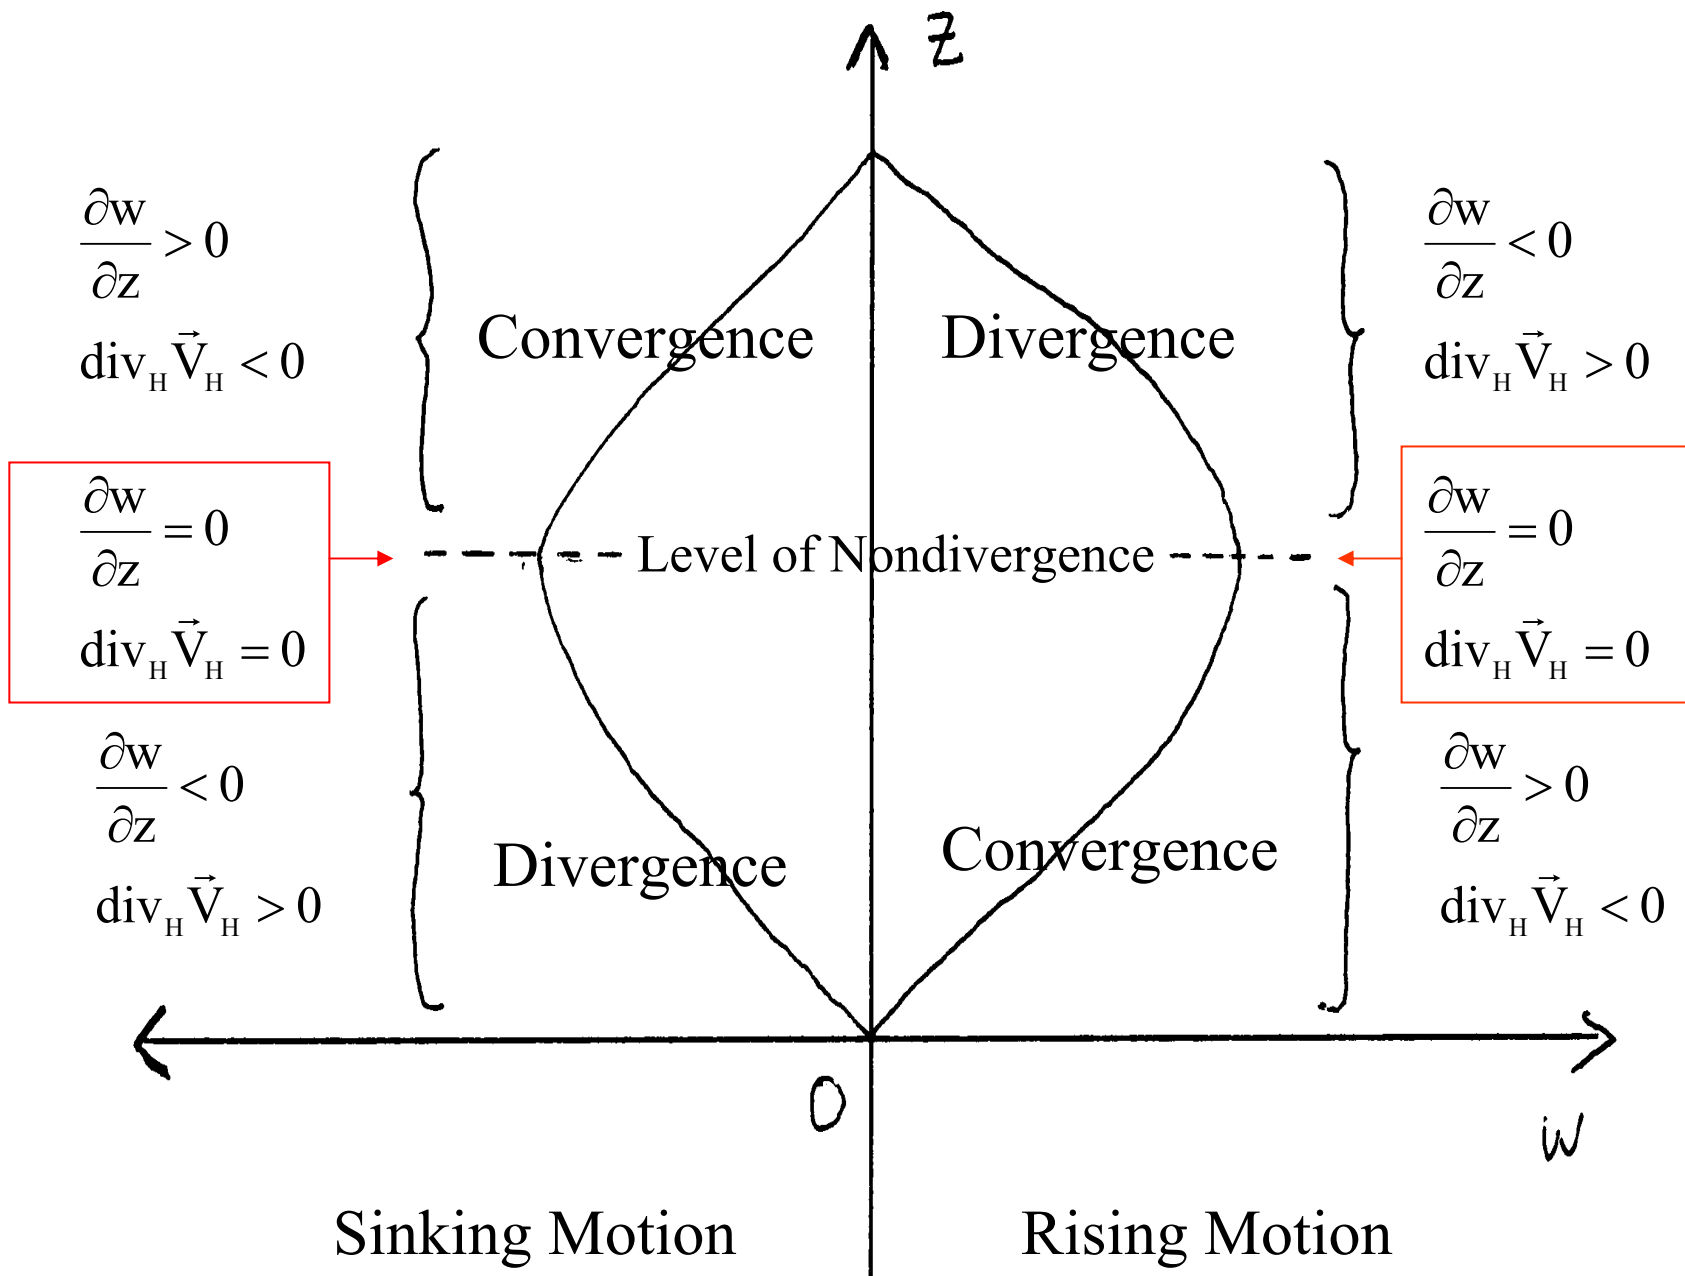 z
∂w/∂z > 0
div_H V⃗_H < 0
Convergence
Divergence
∂w/∂z < 0
div_H V⃗_H > 0
∂w/∂z = 0
div_H V⃗_H = 0
Level of Nondivergence
∂w/∂z = 0
div_H V⃗_H = 0
∂w/∂z < 0
div_H V⃗_H > 0
Divergence
Convergence
∂w/∂z > 0
div_H V⃗_H < 0
0
w
Sinking Motion
Rising Motion